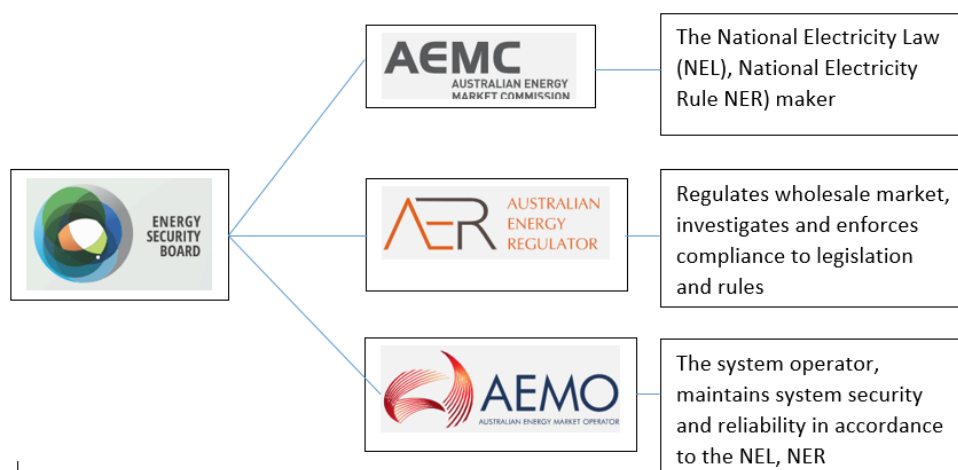 AEMC
AUSTRALIAN ENERGY
MARKET COMMISSION
The National Electricity Law
(NEL), National Electricity
Rule NER) maker
ENERGY
SECURITY
BOARD
AER
AUSTRALIAN
ENERGY
REGULATOR
Regulates wholesale market,
investigates and enforces
compliance to legislation
and rules
AEMO
AUSTRALIAN ENERGY MARKET OPERATOR
The system operator,
maintains system security
and reliability in accordance
to the NEL, NER